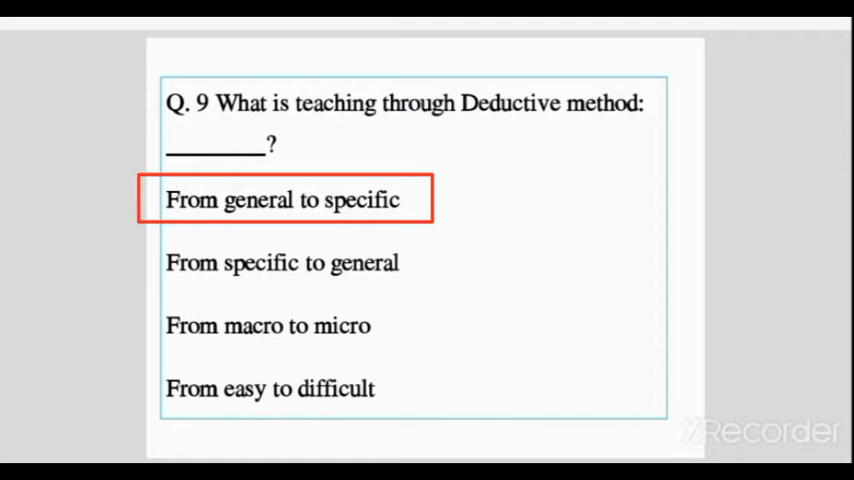 Q. 9 What is teaching through Deductive method:
________?
From general to specific
From specific to general
From macro to micro
From easy to difficult
XRecorder